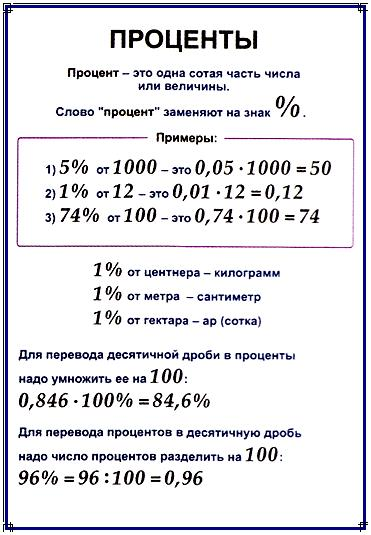 ПРОЦЕНТЫ
Процент – это одна сотая часть числа
или величины.
Слово "процент" заменяют на знак %.
Примеры:
1) 5% от 1000 – это 0,05 · 1000 = 50
2) 1% от 12 – это 0,01 · 12 = 0,12
3) 74% от 100 – это 0,74 · 100 = 74
1% от центнера – килограмм
1% от метра – сантиметр
1% от гектара – ар (сотка)
Для перевода десятичной дроби в проценты
надо умножить ее на 100:
0,846 · 100% = 84,6%
Для перевода процентов в десятичную дробь
надо число процентов разделить на 100:
96% = 96 : 100 = 0,96